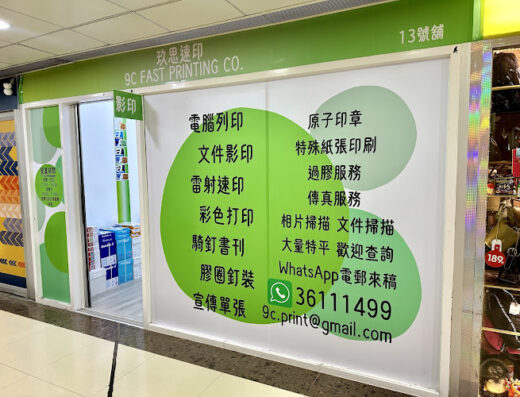 玖思速印
9C FAST PRINTING CO.
13號舖
影印
電腦列印
文件影印
雷射速印
彩色打印
騎釘書刊
膠圈釘裝
宣傳單張
原子印章
特殊紙張印刷
過膠服務
傳真服務
相片掃描 文件掃描
大量特平 歡迎查詢
WhatsApp電郵來稿
36111499
9c.print@gmail.com
189